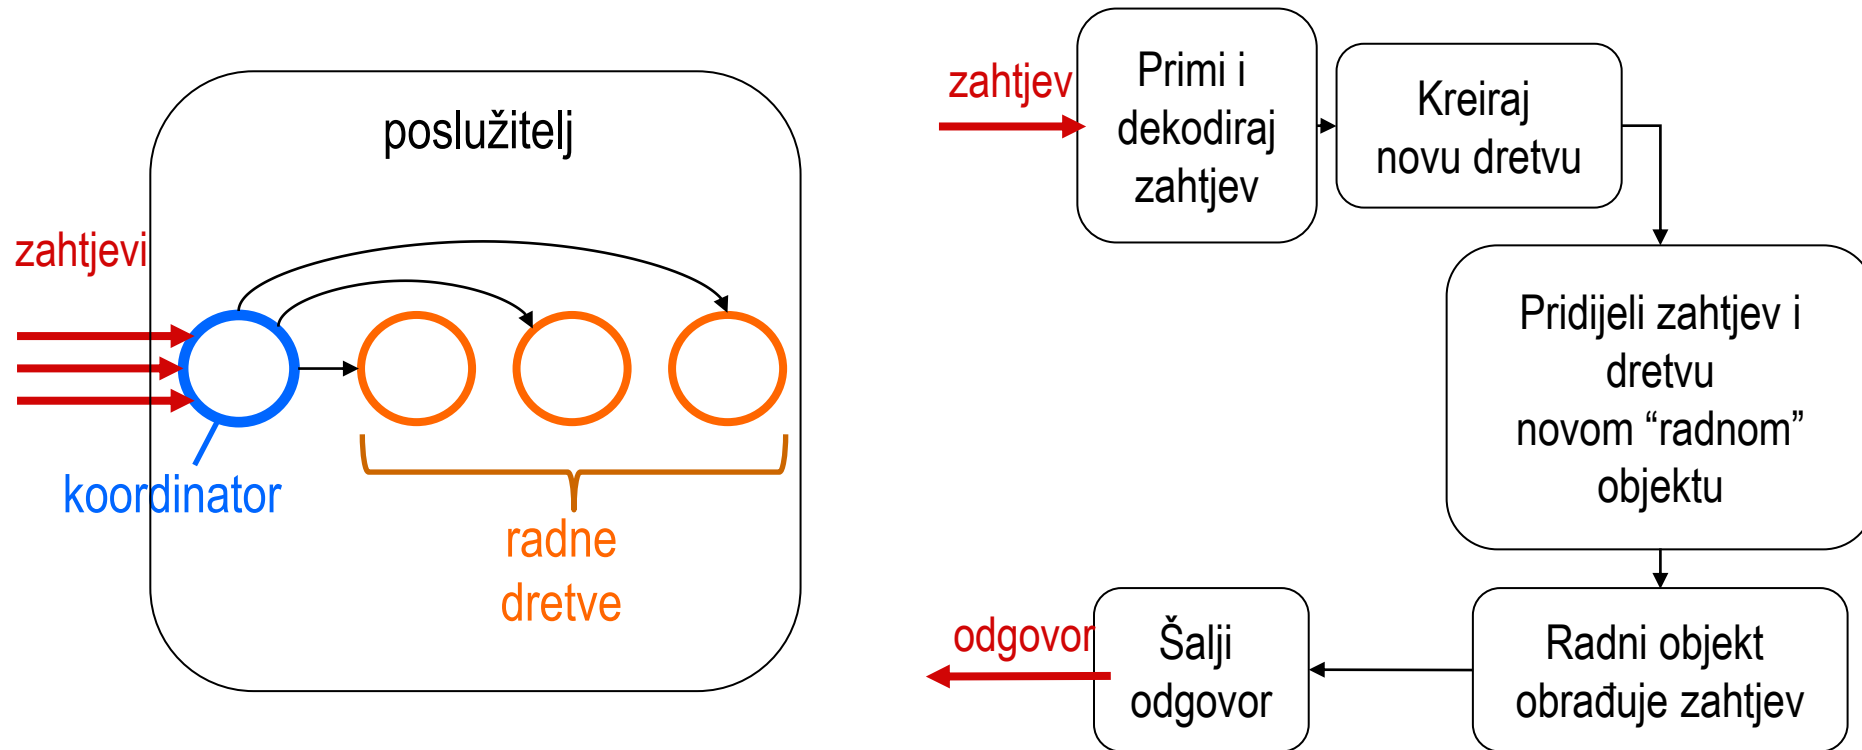 poslužitelj
zahtjevi
koordinator
radne
dretve
zahtjev
Primi i
dekodiraj
zahtjev
Kreiraj
novu dretvu
Pridijeli zahtjev i
dretvu
novom “radnom”
objektu
Radni objekt
obrađuje zahtjev
Šalji
odgovor
odgovor